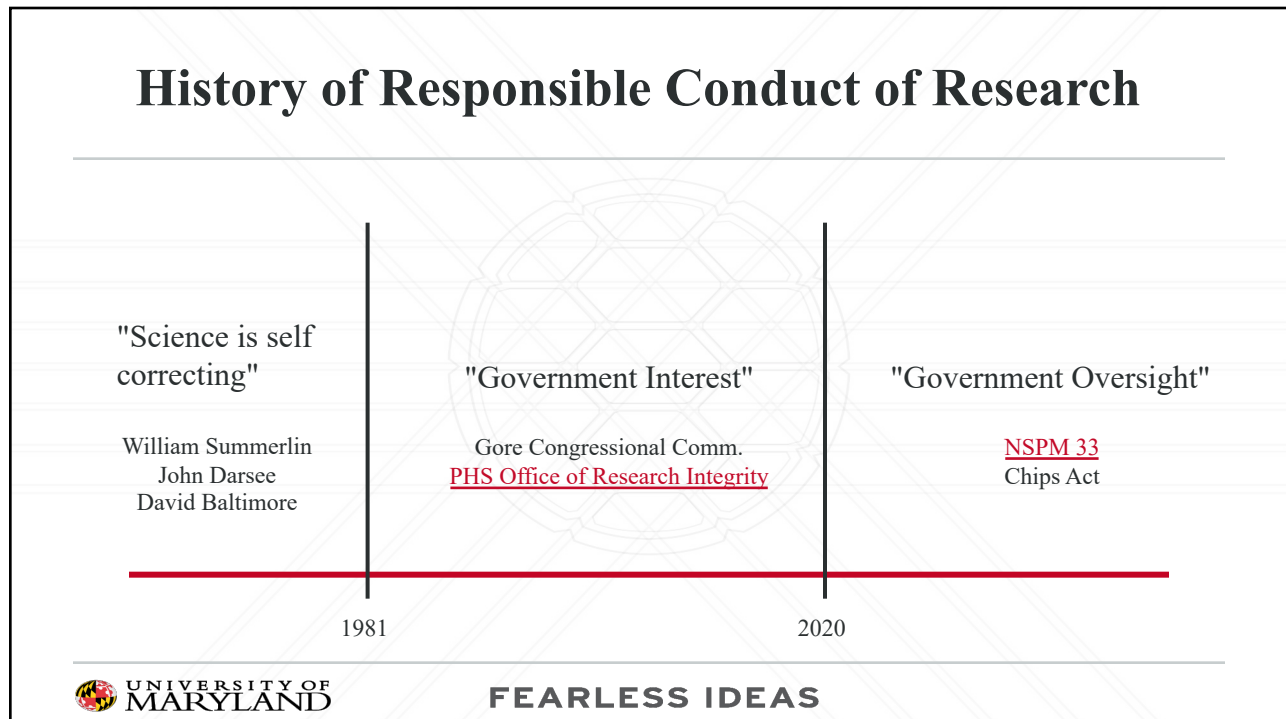 History of Responsible Conduct of Research
"Science is self
correcting"
William Summerlin
John Darsee
David Baltimore
"Government Interest"
Gore Congressional Comm.
PHS Office of Research Integrity
"Government Oversight"
NSPM 33
Chips Act
1981
2020
UNIVERSITY OF
MARYLAND
FEARLESS IDEAS